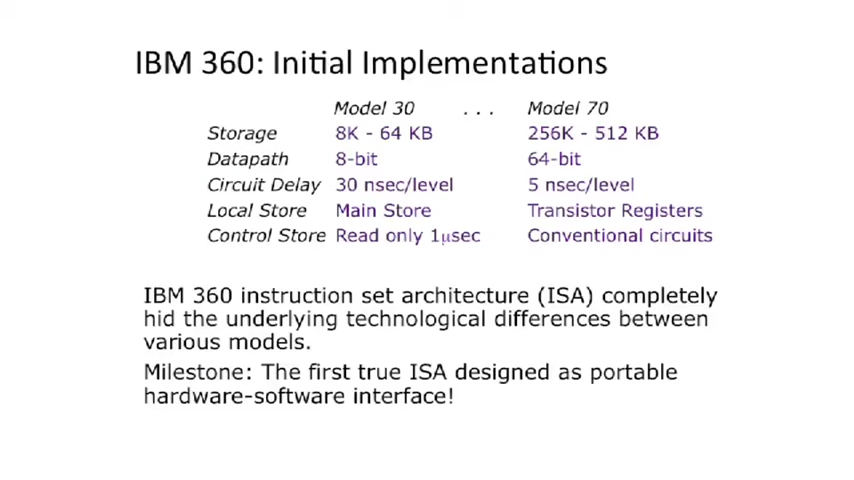 IBM 360: Initial Implementations
Model 30 . . . Model 70
Storage 8K - 64 KB 256K - 512 KB
Datapath 8-bit 64-bit
Circuit Delay 30 nsec/level 5 nsec/level
Local Store Main Store Transistor Registers
Control Store Read only 1μsec Conventional circuits
IBM 360 instruction set architecture (ISA) completely
hid the underlying technological differences between
various models.
Milestone: The first true ISA designed as portable
hardware-software interface!